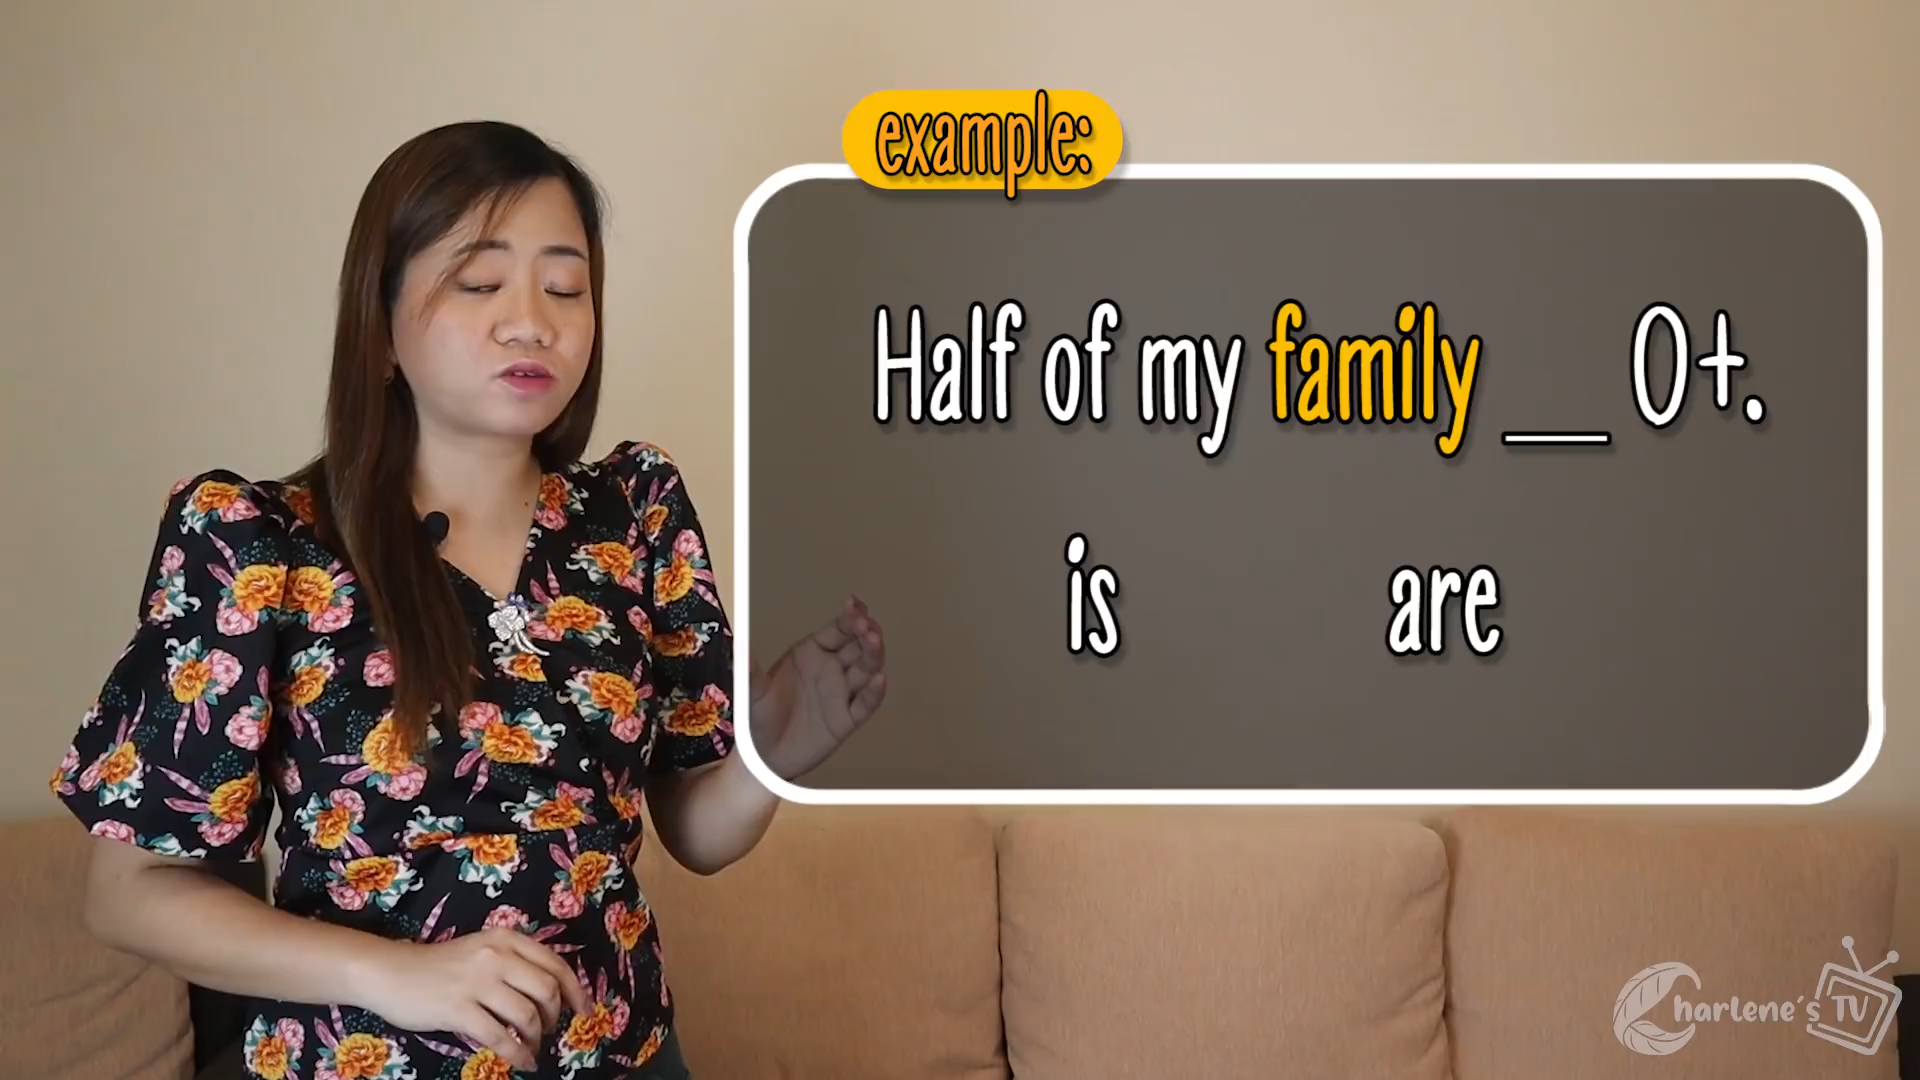 example:
Half of my family __ O+.
is are
Charlene's TV